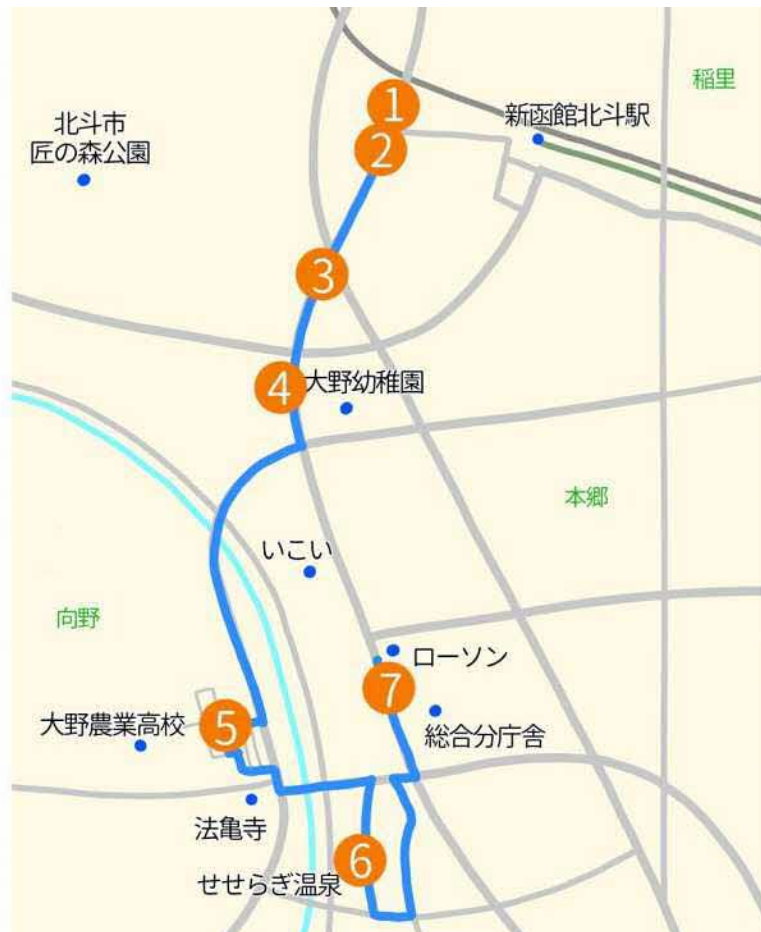 稲里
1
新函館北斗駅
北斗市
匠の森公園
2
3
4
大野幼稚園
本郷
いこい
向野
ローソン
7
大野農業高校
5
総合分庁舎
法亀寺
6
せせらぎ温泉